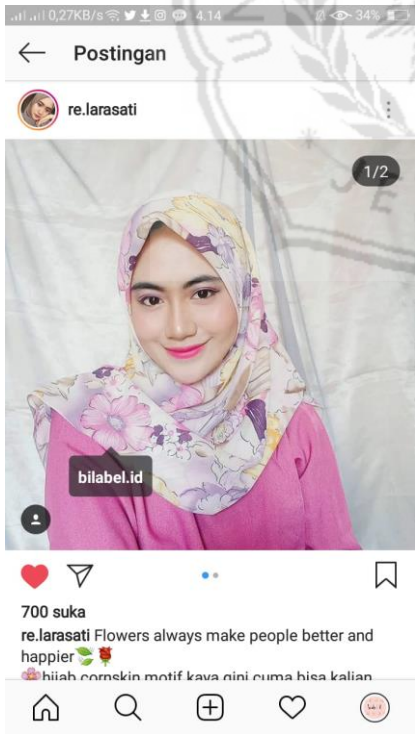 0,27KB/s 4.14 34%
Postingan
re.larasati
1/2
bilabel.id
700 suka
re.larasati Flowers always make people better and
happier
hijab cornskin motif kaya gini cuma bisa kalian